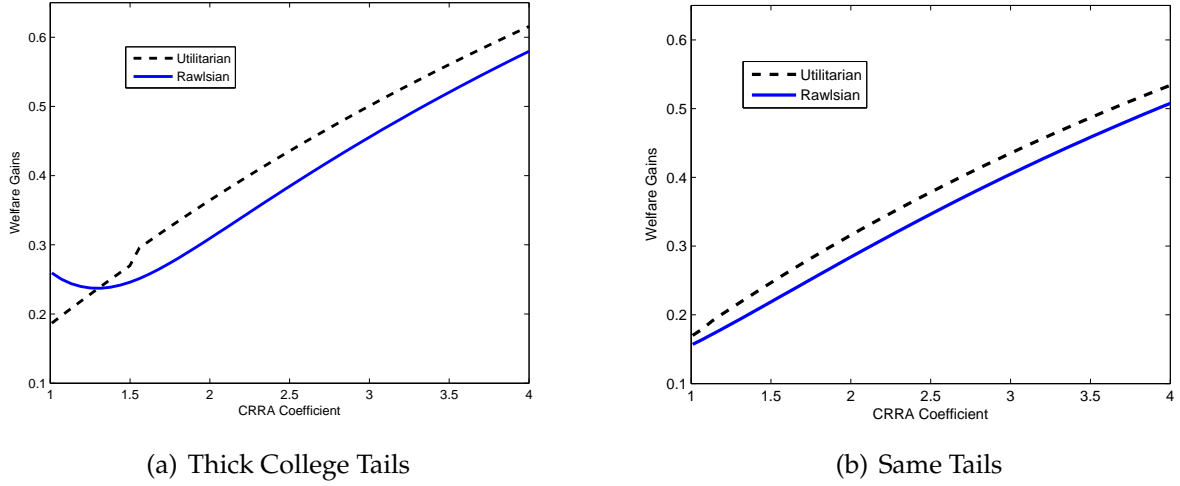 0.6
0.5
0.4
0.3
0.2
0.1
Welfare Gains
Utilitarian
Rawlsian
1 1.5 2 2.5 3 3.5 4
CRRA Coefficient
(a) Thick College Tails
0.6
0.5
0.4
0.3
0.2
0.1
Welfare Gains
Utilitarian
Rawlsian
1 1.5 2 2.5 3 3.5 4
CRRA Coefficient
(b) Same Tails